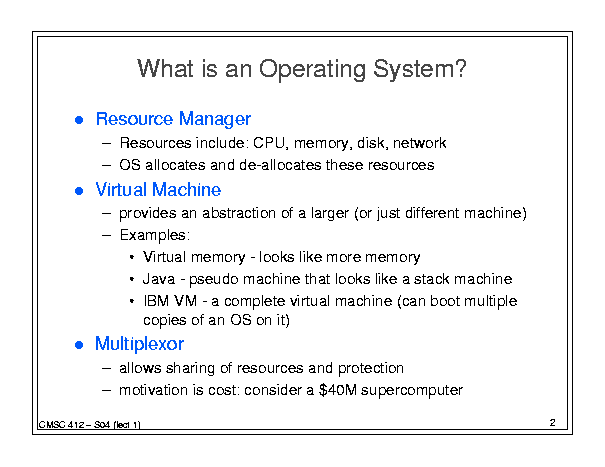 What is an Operating System?
● Resource Manager
– Resources include: CPU, memory, disk, network
– OS allocates and de-allocates these resources
● Virtual Machine
– provides an abstraction of a larger (or just different machine)
– Examples:
• Virtual memory - looks like more memory
• Java - pseudo machine that looks like a stack machine
• IBM VM - a complete virtual machine (can boot multiple
copies of an OS on it)
● Multiplexor
– allows sharing of resources and protection
– motivation is cost: consider a $40M supercomputer
CMSC 412 – S04 (lect 1)
2